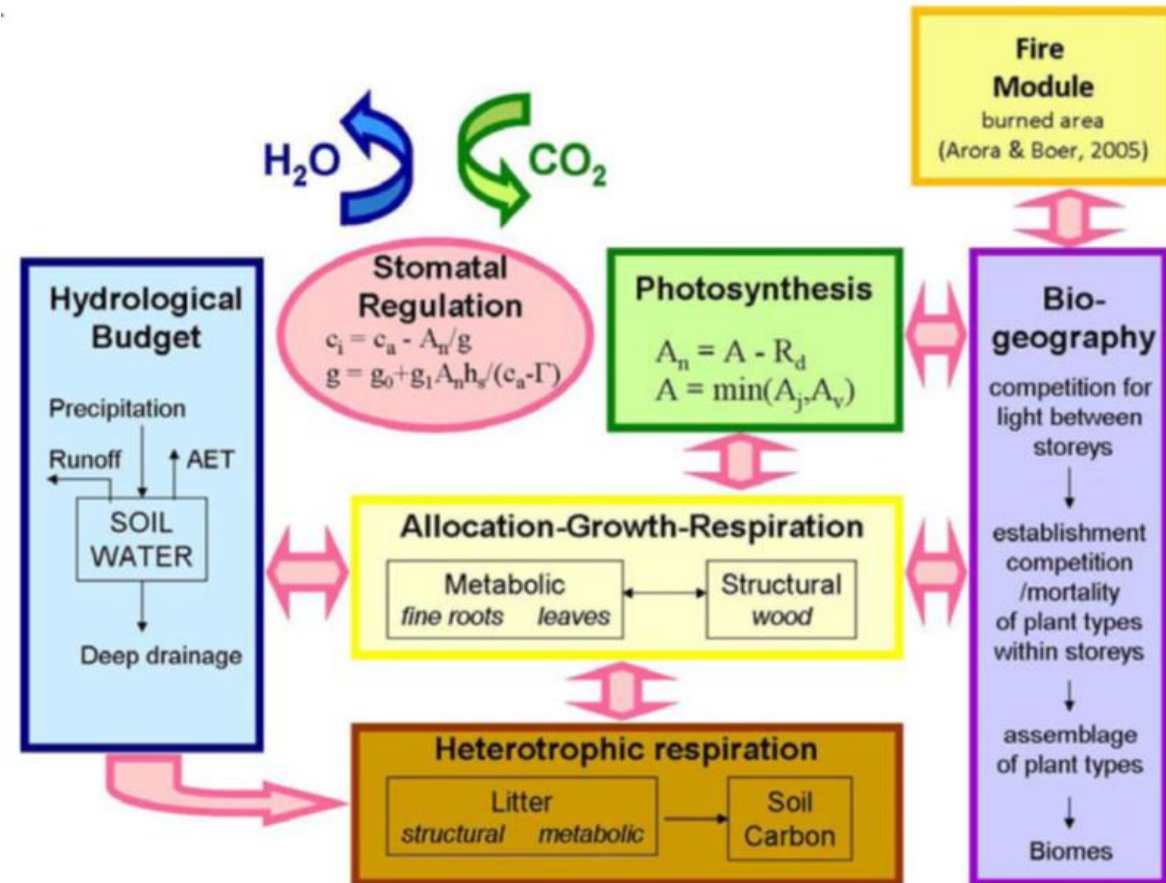 Fire
Module
burned area
(Arora & Boer, 2005)
H₂O
CO₂
Hydrological
Budget
Precipitation
Runoff
AET
SOIL
WATER
Deep drainage
Stomatal
Regulation
cᵢ = cₐ - Aₙ/g
g = g₀+g₁Aₙhₛ/(cₐ-Γ)
Photosynthesis
Aₙ = A - R_d
A = min(A_j,A_v)
Allocation-Growth-Respiration
Metabolic
fine roots leaves
Structural
wood
Heterotrophic respiration
Litter
structural metabolic
Soil
Carbon
Bio-
geography
competition for
light between
storeys
establishment
competition
/mortality
of plant types
within storeys
assemblage
of plant types
Biomes